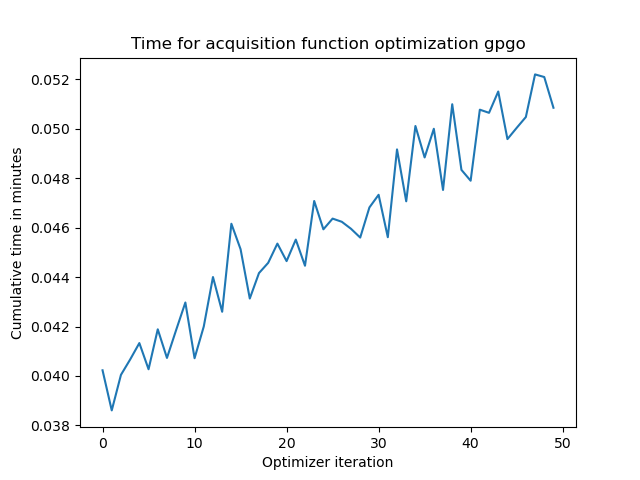 Time for acquisition function optimization gpgo
0.052
0.050
0.048
0.046
0.044
0.042
0.040
0.038
Cumulative time in minutes
0 10 20 30 40 50
Optimizer iteration